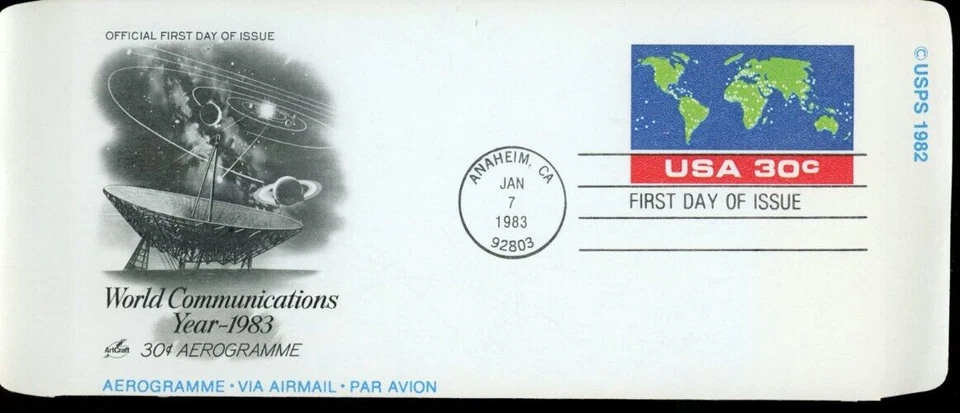 OFFICIAL FIRST DAY OF ISSUE
World Communications
Year-1983
ArtCraft
30¢ AEROGRAMME
AEROGRAMME • VIA AIRMAIL • PAR AVION
ANAHEIM, CA
JAN
7
1983
92803
USA 30c
FIRST DAY OF ISSUE
© USPS 1982